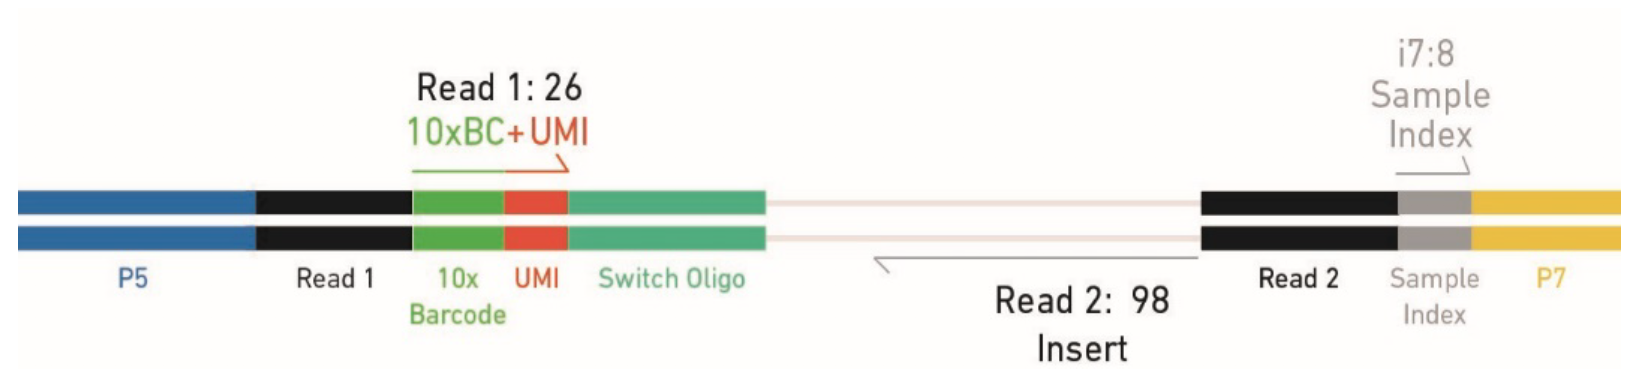 Read 1: 26
10xBC+UMI
i7:8
Sample
Index
P5
Read 1
10x
Barcode
UMI
Switch Oligo
Read 2: 98
Insert
Read 2
Sample
Index
P7